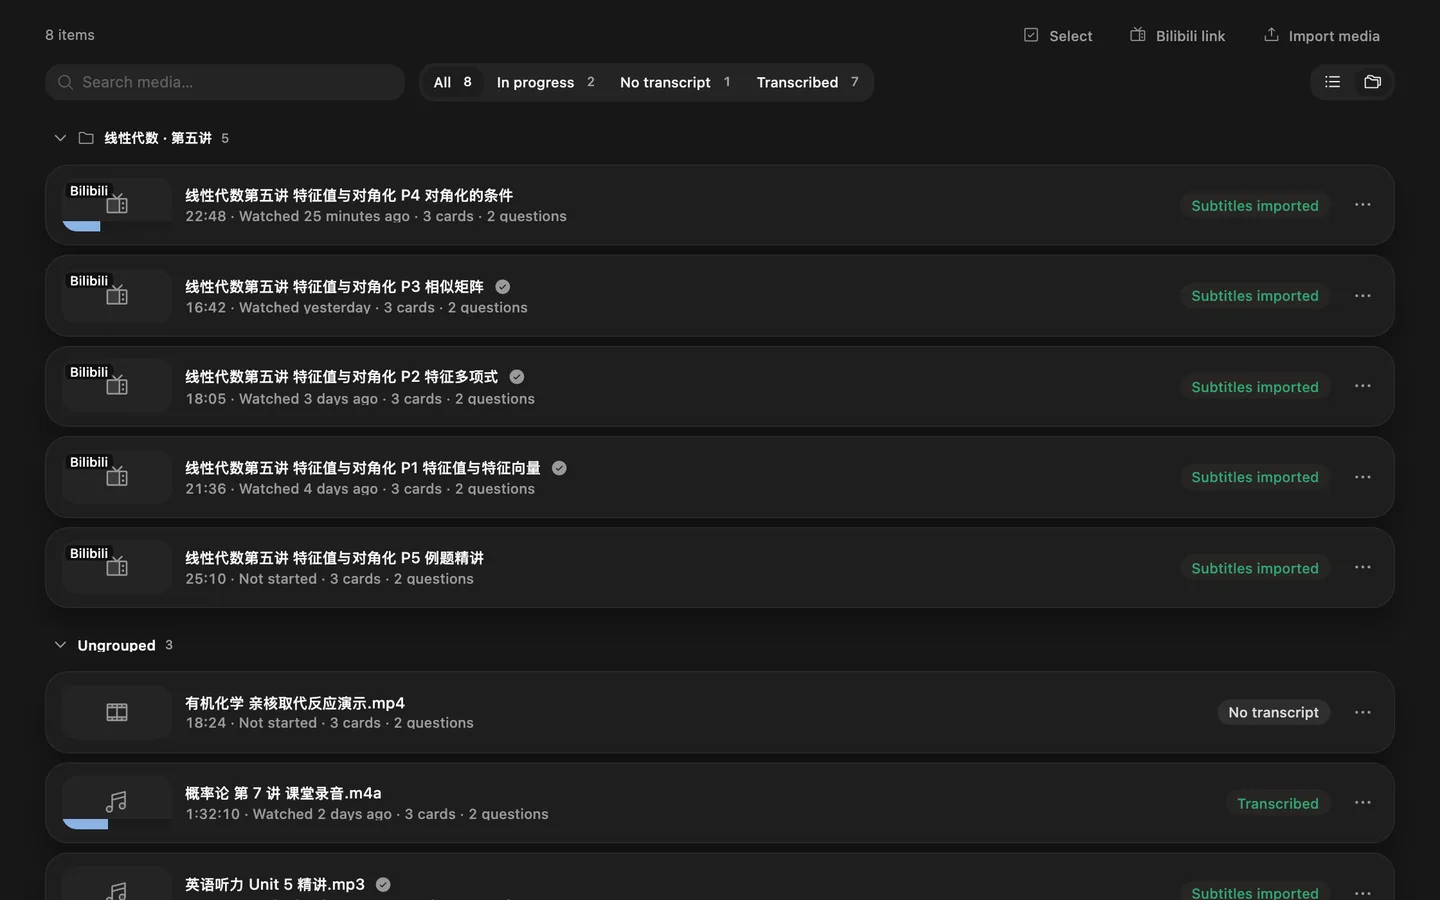 8 items
Select
Bilibili link
Import media
Search media...
All 8
In progress 2
No transcript 1
Transcribed 7
线性代数 · 第五讲 5
Bilibili
线性代数第五讲 特征值与对角化 P4 对角化的条件
22:48 · Watched 25 minutes ago · 3 cards · 2 questions
Subtitles imported
Bilibili
线性代数第五讲 特征值与对角化 P3 相似矩阵
16:42 · Watched yesterday · 3 cards · 2 questions
Subtitles imported
Bilibili
线性代数第五讲 特征值与对角化 P2 特征多项式
18:05 · Watched 3 days ago · 3 cards · 2 questions
Subtitles imported
Bilibili
线性代数第五讲 特征值与对角化 P1 特征值与特征向量
21:36 · Watched 4 days ago · 3 cards · 2 questions
Subtitles imported
Bilibili
线性代数第五讲 特征值与对角化 P5 例题精讲
25:10 · Not started · 3 cards · 2 questions
Subtitles imported
Ungrouped 3
有机化学 亲核取代反应演示.mp4
18:24 · Not started · 3 cards · 2 questions
No transcript
概率论 第 7 讲 课堂录音.m4a
1:32:10 · Watched 2 days ago · 3 cards · 2 questions
Transcribed
英语听力 Unit 5 精讲.mp3
Subtitles imported